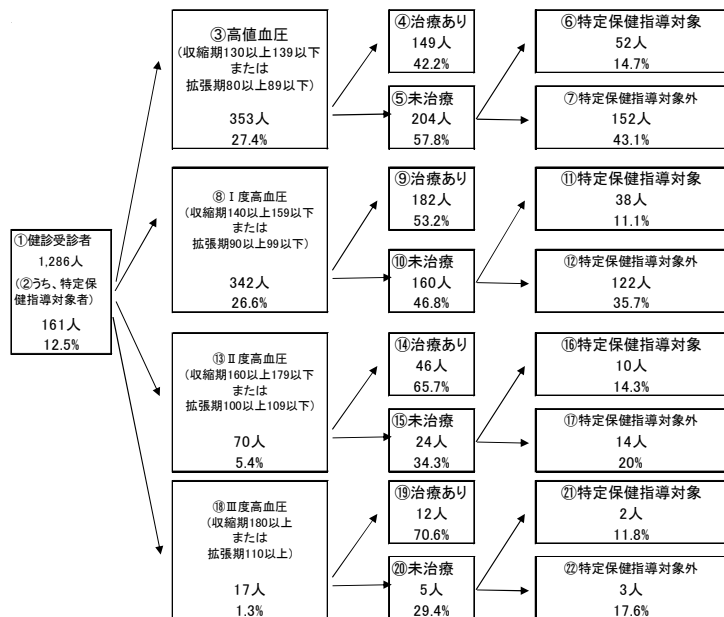 ①健診受診者
1,286人
(②うち、特定保
健指導対象者)
161人
12.5%
③高値血圧
(収縮期130以上139以下
または
拡張期80以上89以下)
353人
27.4%
④治療あり
149人
42.2%
⑤未治療
204人
57.8%
⑥特定保健指導対象
52人
14.7%
⑦特定保健指導対象外
152人
43.1%
⑧Ⅰ度高血圧
(収縮期140以上159以下
または
拡張期90以上99以下)
342人
26.6%
⑨治療あり
182人
53.2%
⑩未治療
160人
46.8%
⑪特定保健指導対象
38人
11.1%
⑫特定保健指導対象外
122人
35.7%
⑬Ⅱ度高血圧
(収縮期160以上179以下
または
拡張期100以上109以下)
70人
5.4%
⑭治療あり
46人
65.7%
⑮未治療
24人
34.3%
⑯特定保健指導対象
10人
14.3%
⑰特定保健指導対象外
14人
20%
⑱Ⅲ度高血圧
(収縮期180以上
または
拡張期110以上)
17人
1.3%
⑲治療あり
12人
70.6%
⑳未治療
5人
29.4%
㉑特定保健指導対象
2人
11.8%
㉒特定保健指導対象外
3人
17.6%